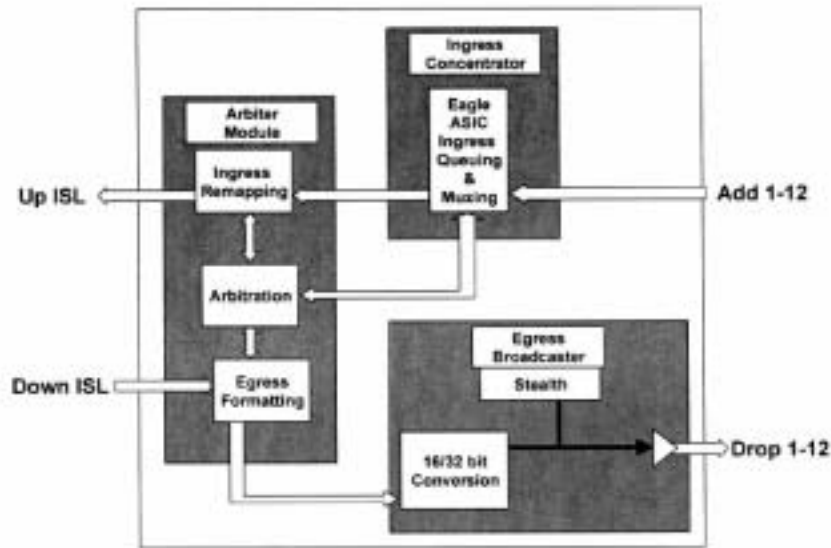 Ingress
Concentrator
Eagle
ASIC
Ingress
Queuing
&
Muxing
Arbiter
Module
Ingress
Remapping
Up ISL
Add 1-12
Arbitration
Egress
Broadcaster
Stealth
Down ISL
Egress
Formatting
16/32 bit
Conversion
Drop 1-12